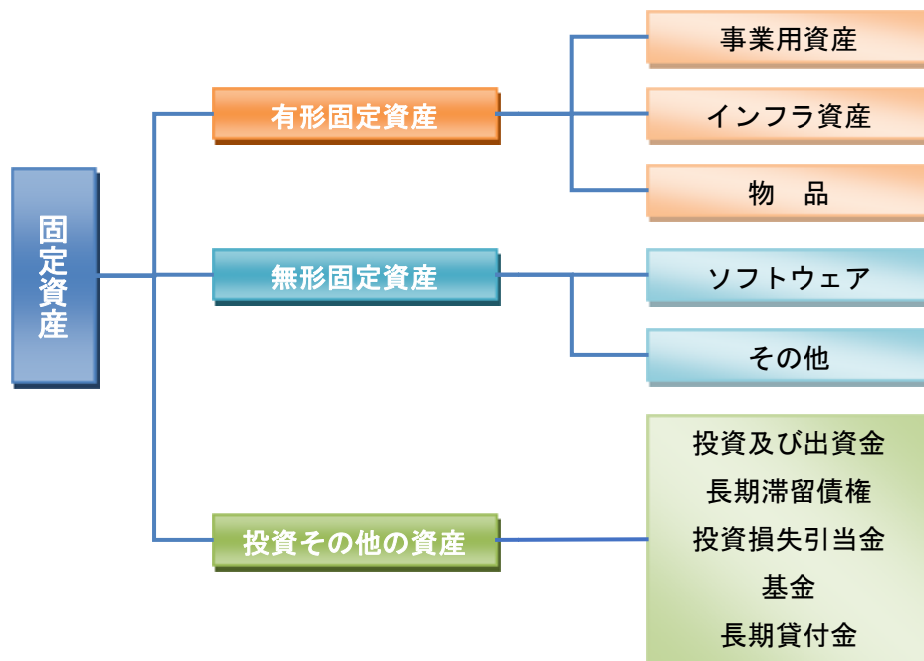 固定資産
有形固定資産
事業用資産
インフラ資産
物　品
無形固定資産
ソフトウェア
その他
投資その他の資産
投資及び出資金
長期滞留債権
投資損失引当金
基金
長期貸付金